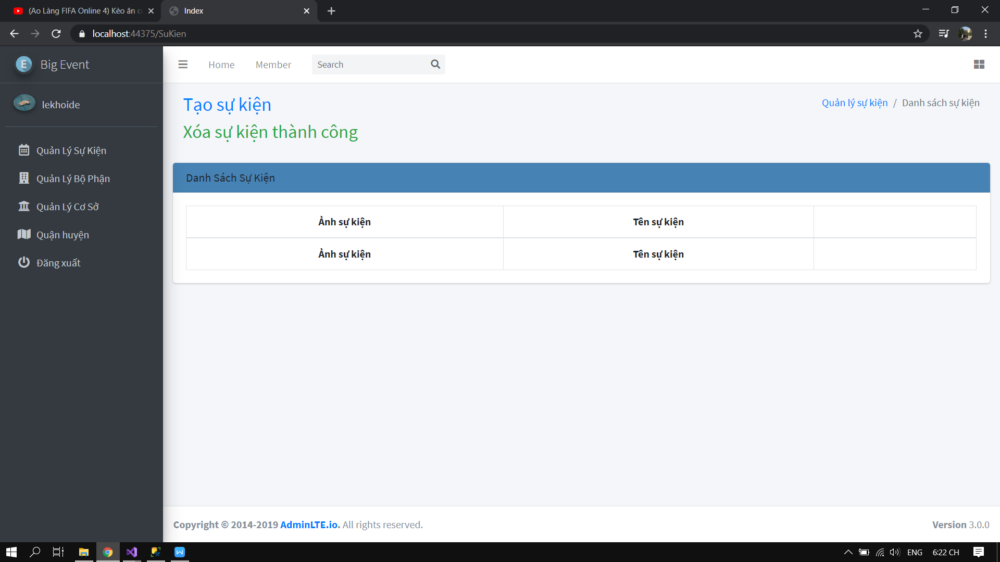 (Ao Làng FIFA Online 4) Kèo ăn
Index
localhost:44375/SuKien
E Big Event
Home Member Search
lekhoide
Tạo sự kiện
Quản lý sự kiện / Danh sách sự kiện
Xóa sự kiện thành công
Quản Lý Sự Kiện
Quản Lý Bộ Phận
Quản Lý Cơ Sở
Quận huyện
Đăng xuất
Danh Sách Sự Kiện
Ảnh sự kiện Tên sự kiện
Ảnh sự kiện Tên sự kiện
Copyright © 2014-2019 AdminLTE.io. All rights reserved.
Version 3.0.0
ENG 6:22 CH